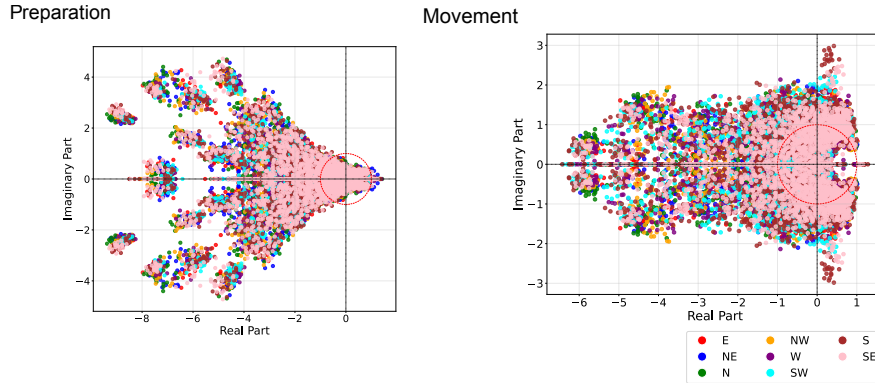 Preparation
Movement
4
2
0
−2
−4
Imaginary Part
−8
−6
−4
−2
0
Real Part
3
2
1
0
−1
−2
−3
Imaginary Part
−6
−5
−4
−3
−2
−1
0
1
Real Part
E
NE
N
NW
W
SW
S
SE